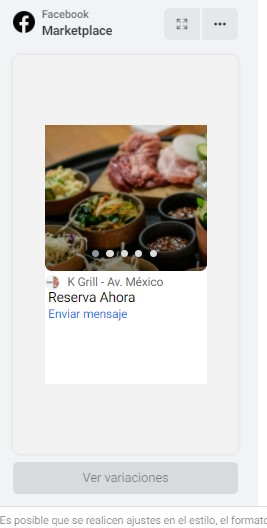 Facebook
Marketplace
K Grill - Av. México
Reserva Ahora
Enviar mensaje
Ver variaciones
Es posible que se realicen ajustes en el estilo, el formato